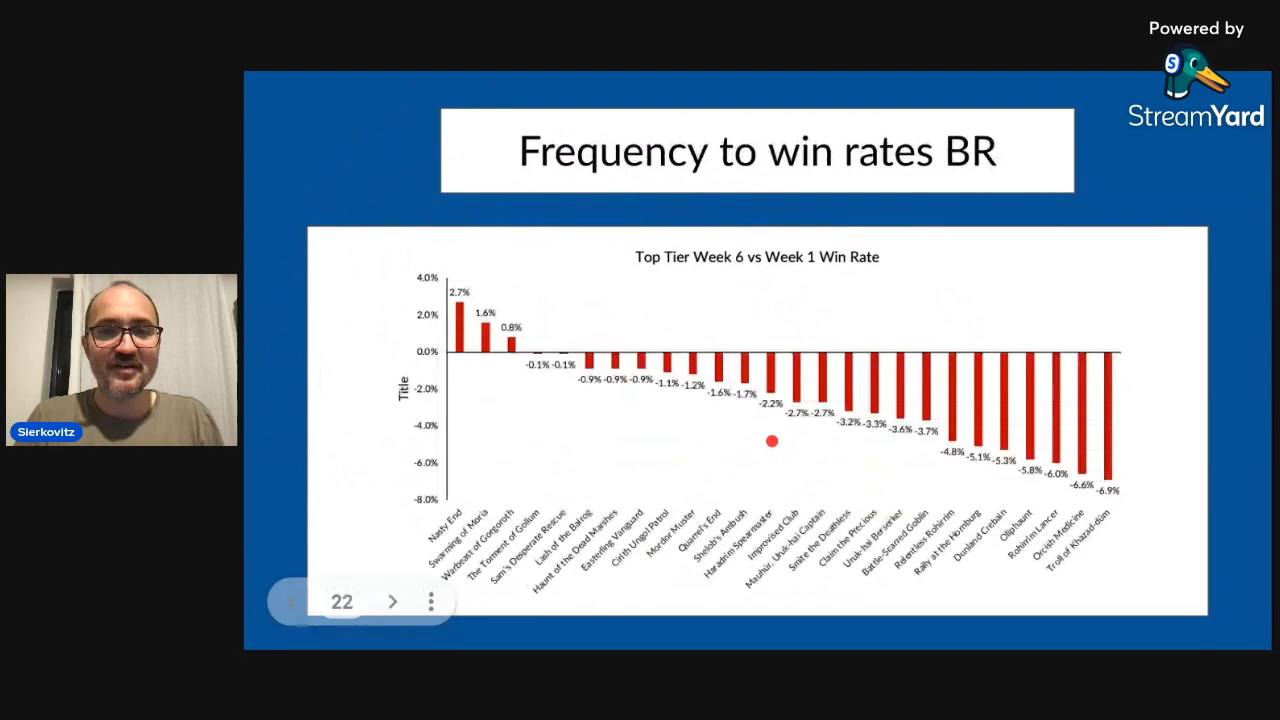 Powered by
S
StreamYard
Frequency to win rates BR
Top Tier Week 6 vs Week 1 Win Rate
Title
4.0%
2.0%
0.0%
-2.0%
-4.0%
-6.0%
-8.0%
2.7%
1.6%
0.8%
-0.1%
-0.1%
-0.9%
-0.9%
-0.9%
-1.1%
-1.2%
-1.6%
-1.7%
-2.2%
-2.7%
-2.7%
-3.2%
-3.3%
-3.6%
-3.7%
-4.8%
-5.1%
-5.3%
-5.8%
-6.0%
-6.6%
-6.9%
Nasty End
Swarming of Moria
Warbeast of Gorgoroth
The Torment of Gollum
Sam's Desperate Rescue
Lash of the Balrog
Haunt of the Dead Marshes
Easterling Vanguard
Cirith Ungol Patrol
Mordor Muster
Quarrel's End
Shelob's Ambush
Haradrin Spearmaster
Improvised Club
Mauhúr, Uruk-hai Captain
Smite the Deathless
Claim the Precious
Uruk-hai Berserker
Battle-Scarred Goblin
Relentless Rohirrim
Rally at the Hornburg
Dunland Crebain
Oliphaunt
Rohirrim Lancer
Orcish Medicine
Troll of Khazad-dûm
22
Sierkovitz